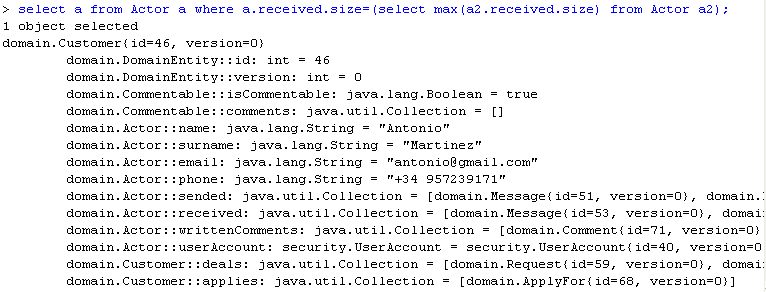 > select a from Actor a where a.received.size=(select max(a2.received.size) from Actor a2);
1 object selected
domain.Customer{id=46, version=0}
domain.DomainEntity::id: int = 46
domain.DomainEntity::version: int = 0
domain.Commentable::isCommentable: java.lang.Boolean = true
domain.Commentable::comments: java.util.Collection = []
domain.Actor::name: java.lang.String = "Antonio"
domain.Actor::surname: java.lang.String = "Martinez"
domain.Actor::email: java.lang.String = "antonio@gmail.com"
domain.Actor::phone: java.lang.String = "+34 957239171"
domain.Actor::sended: java.util.Collection = [domain.Message{id=51, version=0}, domain.
domain.Actor::received: java.util.Collection = [domain.Message{id=53, version=0}, domai
domain.Actor::writtenComments: java.util.Collection = [domain.Comment{id=71, version=0}
domain.Actor::userAccount: security.UserAccount = security.UserAccount{id=40, version=0
domain.Customer::deals: java.util.Collection = [domain.Request{id=59, version=0}, domai
domain.Customer::applies: java.util.Collection = [domain.ApplyFor{id=68, version=0}]